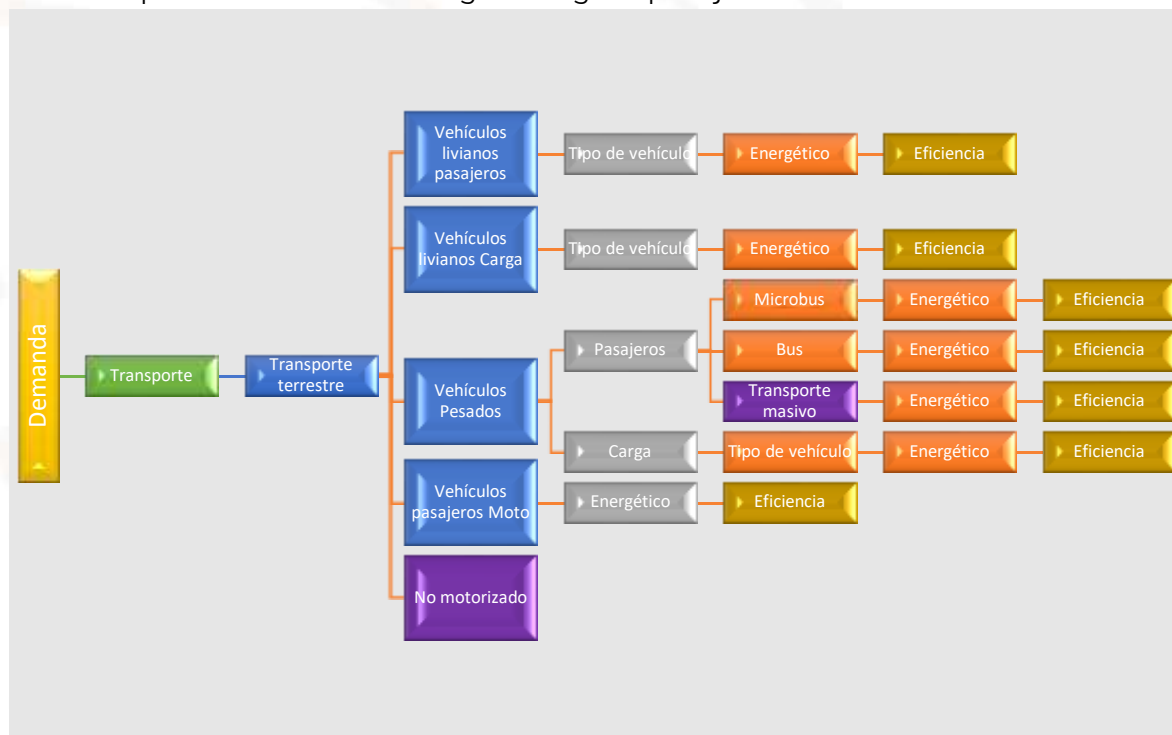 Demanda
Transporte
Transporte
terrestre
Vehículos
livianos
pasajeros
Tipo de vehículo
Energético
Eficiencia
Vehículos
livianos Carga
Tipo de vehículo
Energético
Eficiencia
Vehículos
Pesados
Pasajeros
Microbus
Energético
Eficiencia
Bus
Energético
Eficiencia
Transporte
masivo
Energético
Eficiencia
Carga
Tipo de vehículo
Energético
Eficiencia
Vehículos
pasajeros Moto
Energético
Eficiencia
No motorizado